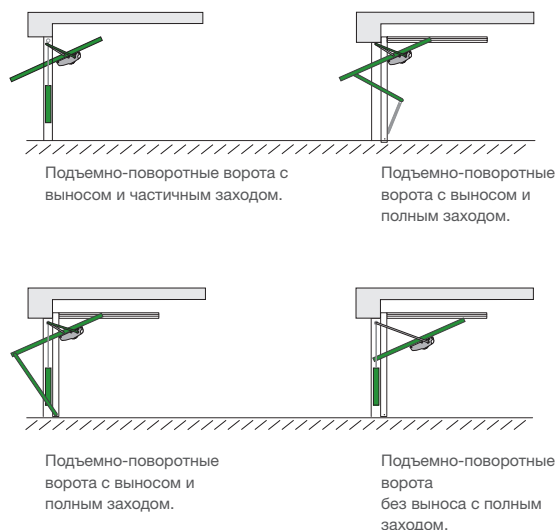 Подъемно-поворотные ворота с
выносом и частичным заходом.
Подъемно-поворотные
ворота с выносом и
полным заходом.
Подъемно-поворотные
ворота с выносом и
полным заходом.
Подъемно-поворотные
ворота
без выноса с полным
заходом.